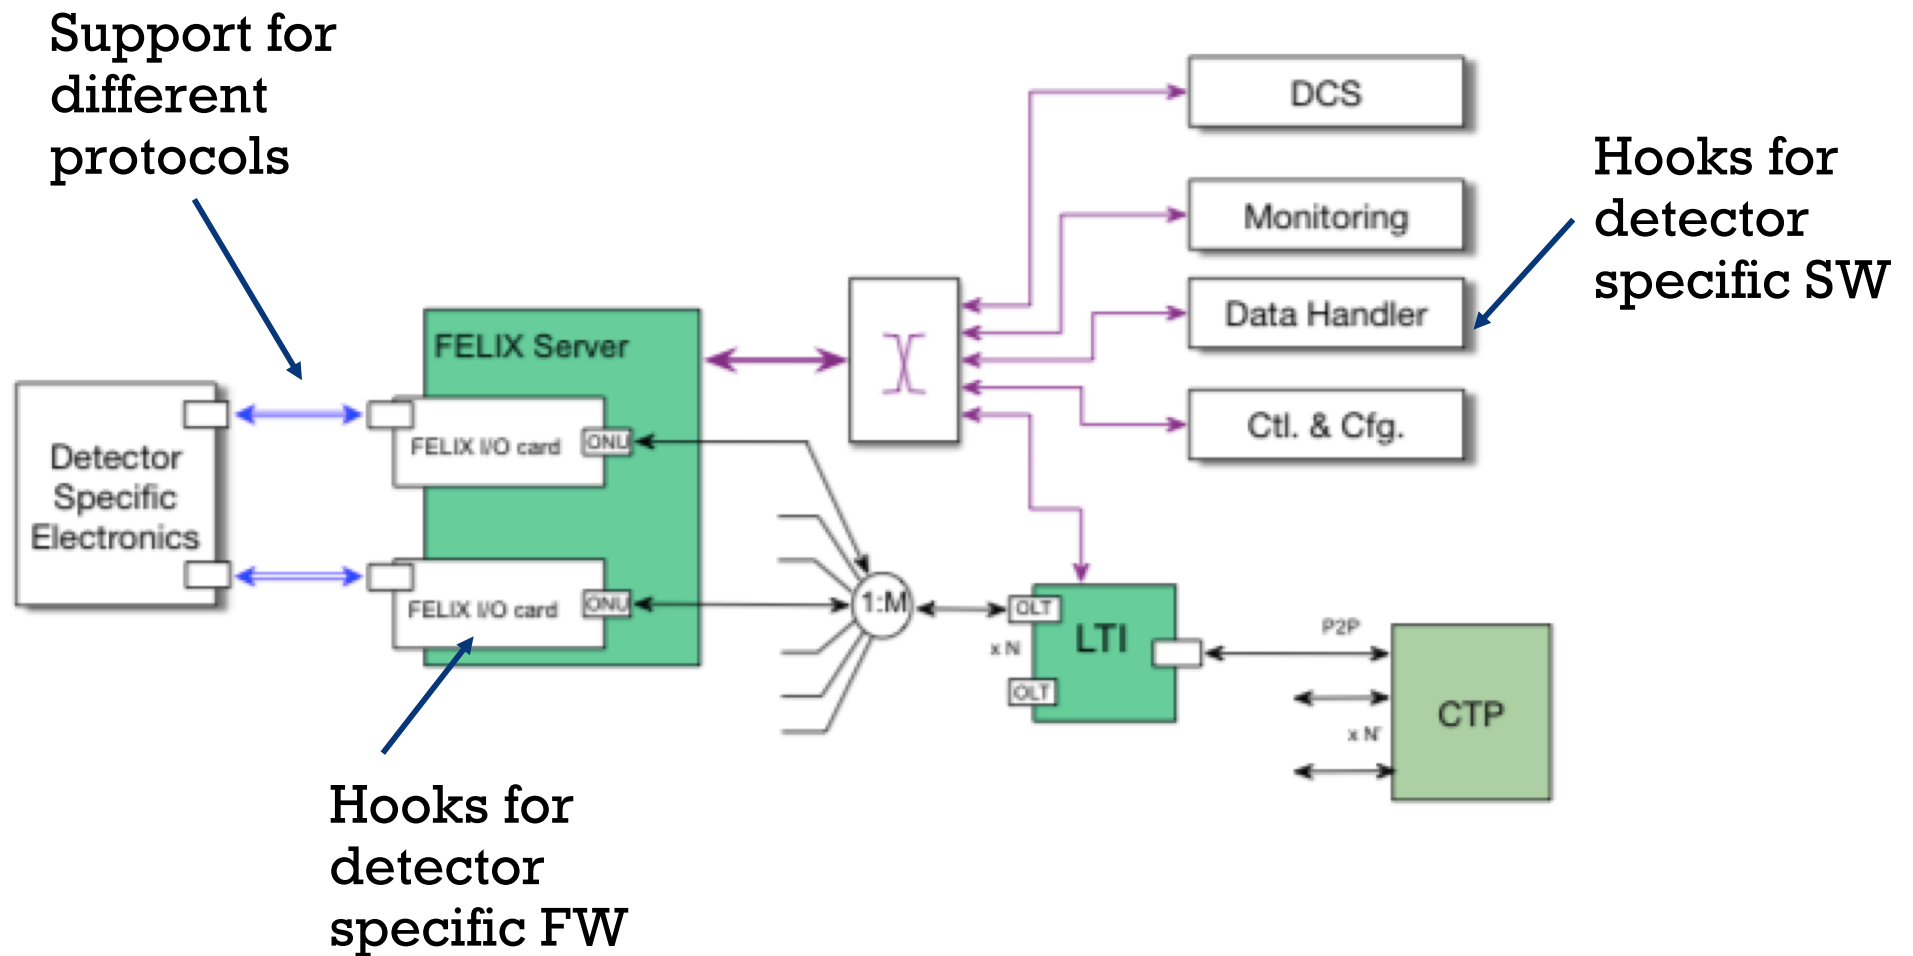 Support for
different
protocols
DCS
Monitoring
Hooks for
detector
specific SW
Data Handler
FELIX Server
Ctl. & Cfg.
FELIX I/O card
ONU
Detector
Specific
Electronics
FELIX I/O card
ONU
1:M
OLT
x N
OLT
LTI
P2P
x N'
CTP
Hooks for
detector
specific FW